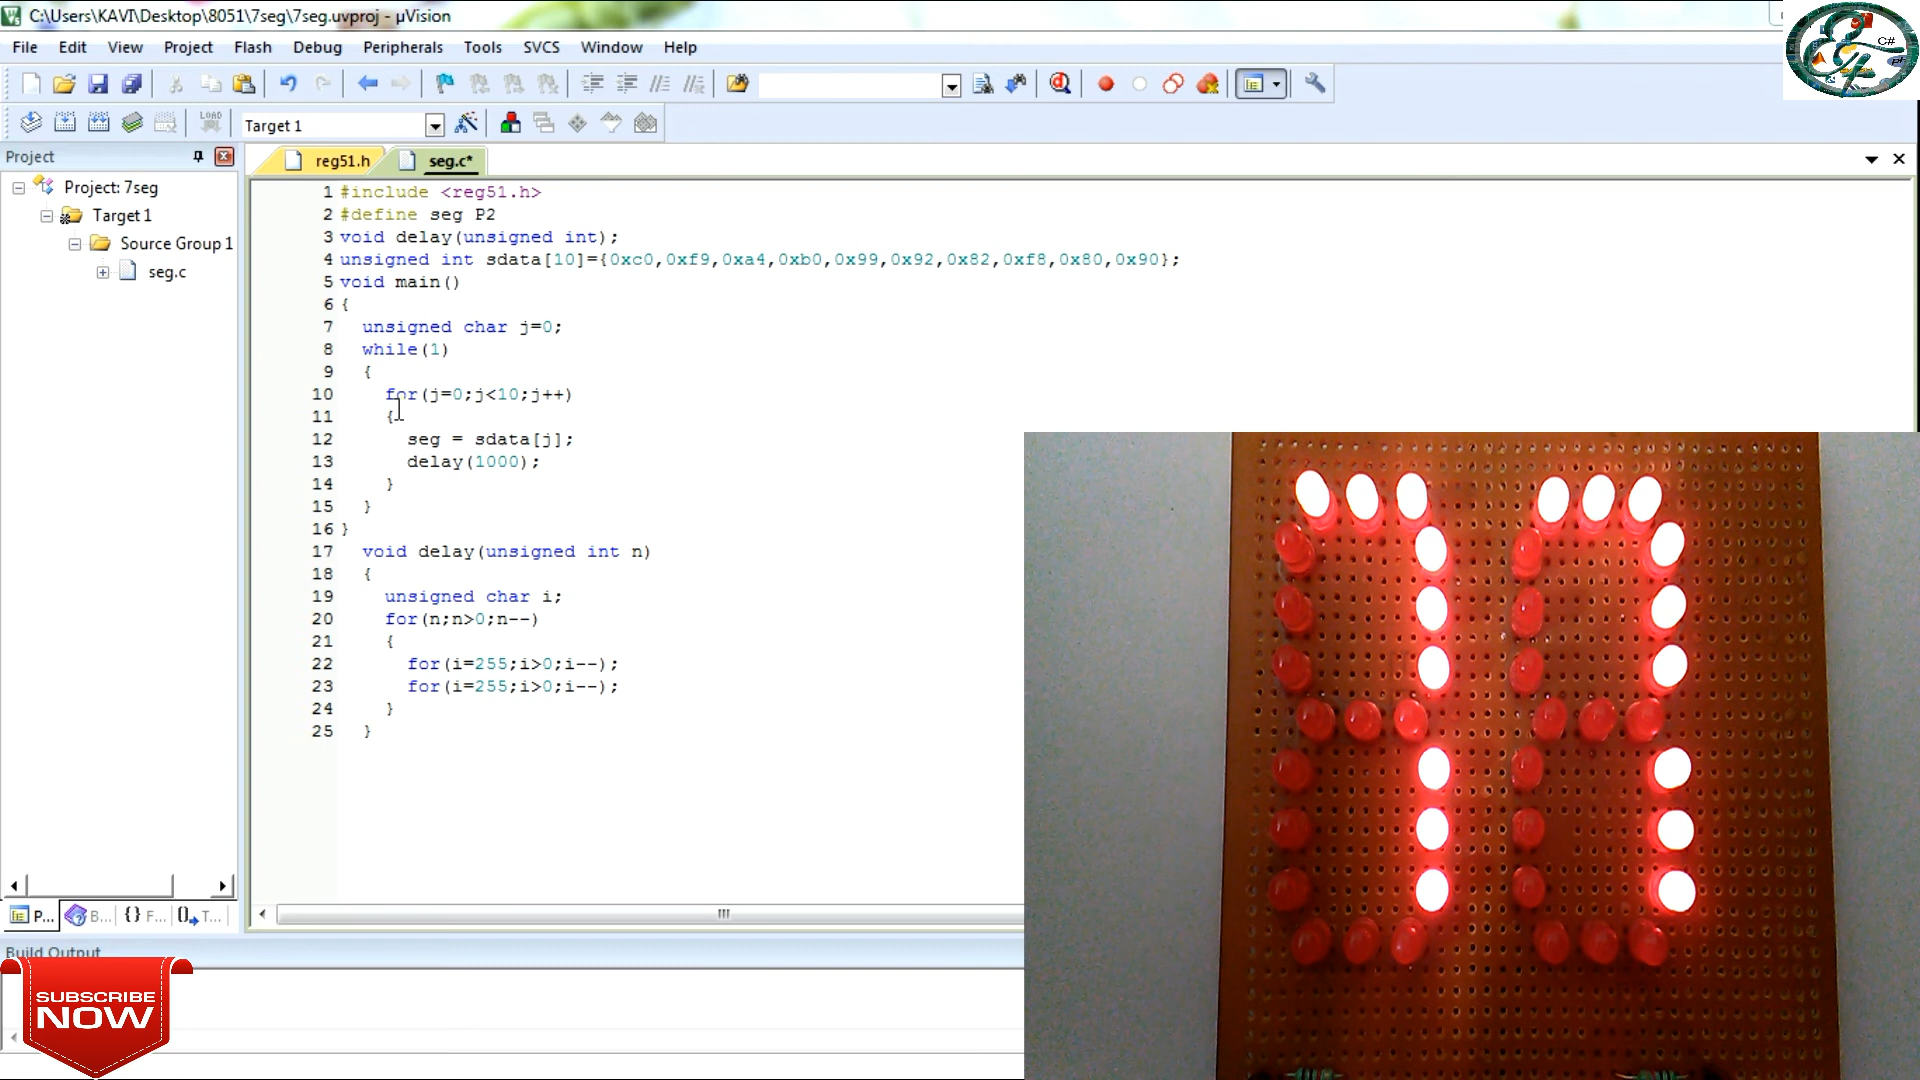 C:\Users\KAVI\Desktop\8051\7seg\7seg.uvproj - µVision
File Edit View Project Flash Debug Peripherals Tools SVCS Window Help
LOAD
Target 1
Project
reg51.h
seg.c*
Project: 7seg
Target 1
Source Group 1
seg.c
1 #include <reg51.h>
2 #define seg P2
3 void delay(unsigned int);
4 unsigned int sdata[10]={0xc0,0xf9,0xa4,0xb0,0x99,0x92,0x82,0xf8,0x80,0x90};
5 void main()
6 {
7 unsigned char j=0;
8 while(1)
9 {
10 for(j=0;j<10;j++)
11 {
12 seg = sdata[j];
13 delay(1000);
14 }
15 }
16 }
17 void delay(unsigned int n)
18 {
19 unsigned char i;
20 for(n;n>0;n--)
21 {
22 for(i=255;i>0;i--);
23 for(i=255;i>0;i--);
24 }
25 }
P... B... {} F... T...
Build Output
SUBSCRIBE
NOW
C#